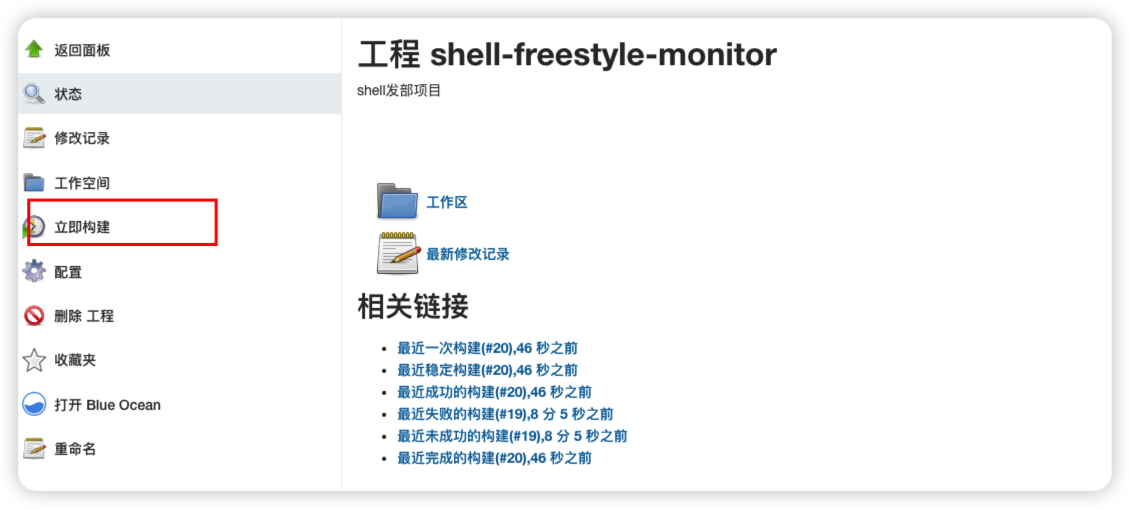 返回面板
状态
修改记录
工作空间
立即构建
配置
删除 工程
收藏夹
打开 Blue Ocean
重命名
工程 shell-freestyle-monitor
shell发部项目
工作区
最新修改记录
相关链接
最近一次构建(#20),46 秒之前
最近稳定构建(#20),46 秒之前
最近成功的构建(#20),46 秒之前
最近失败的构建(#19),8 分 5 秒之前
最近未成功的构建(#19),8 分 5 秒之前
最近完成的构建(#20),46 秒之前